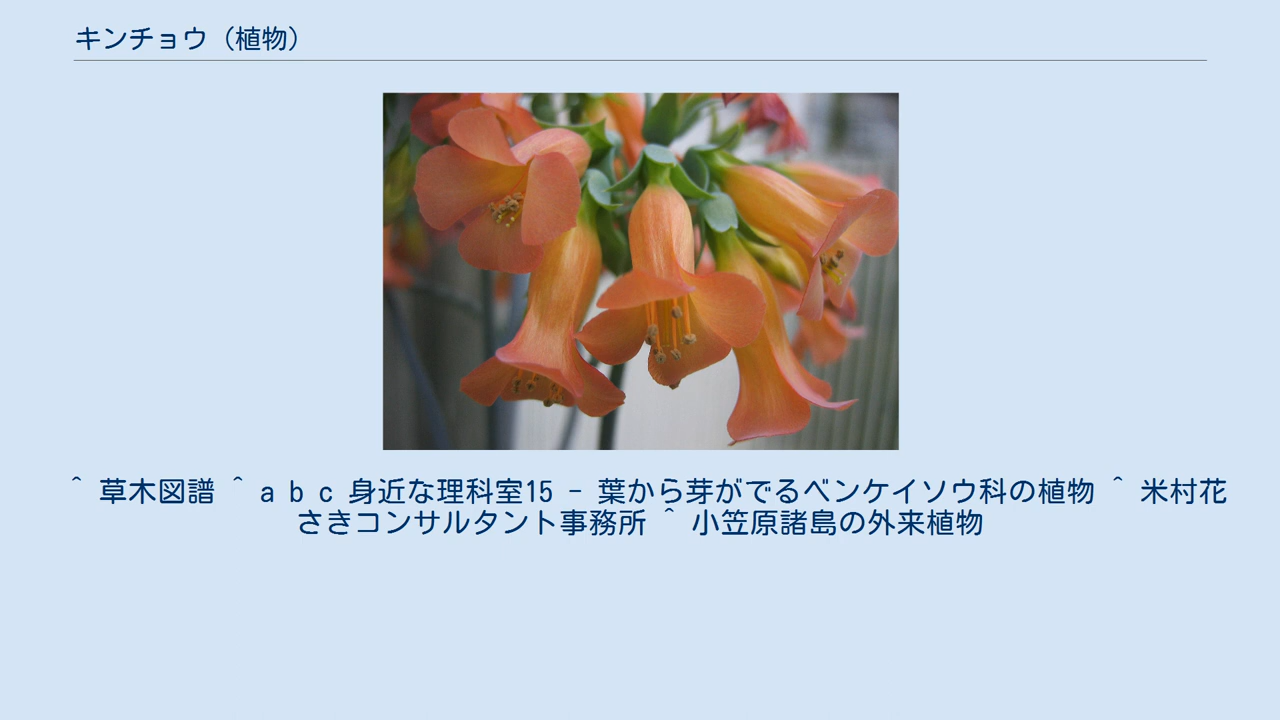 キンチョウ（植物）
^ 草木図譜 ^ a b c 身近な理科室15 - 葉から芽がでるベンケイソウ科の植物 ^ 米村花
さきコンサルタント事務所 ^ 小笠原諸島の外来植物